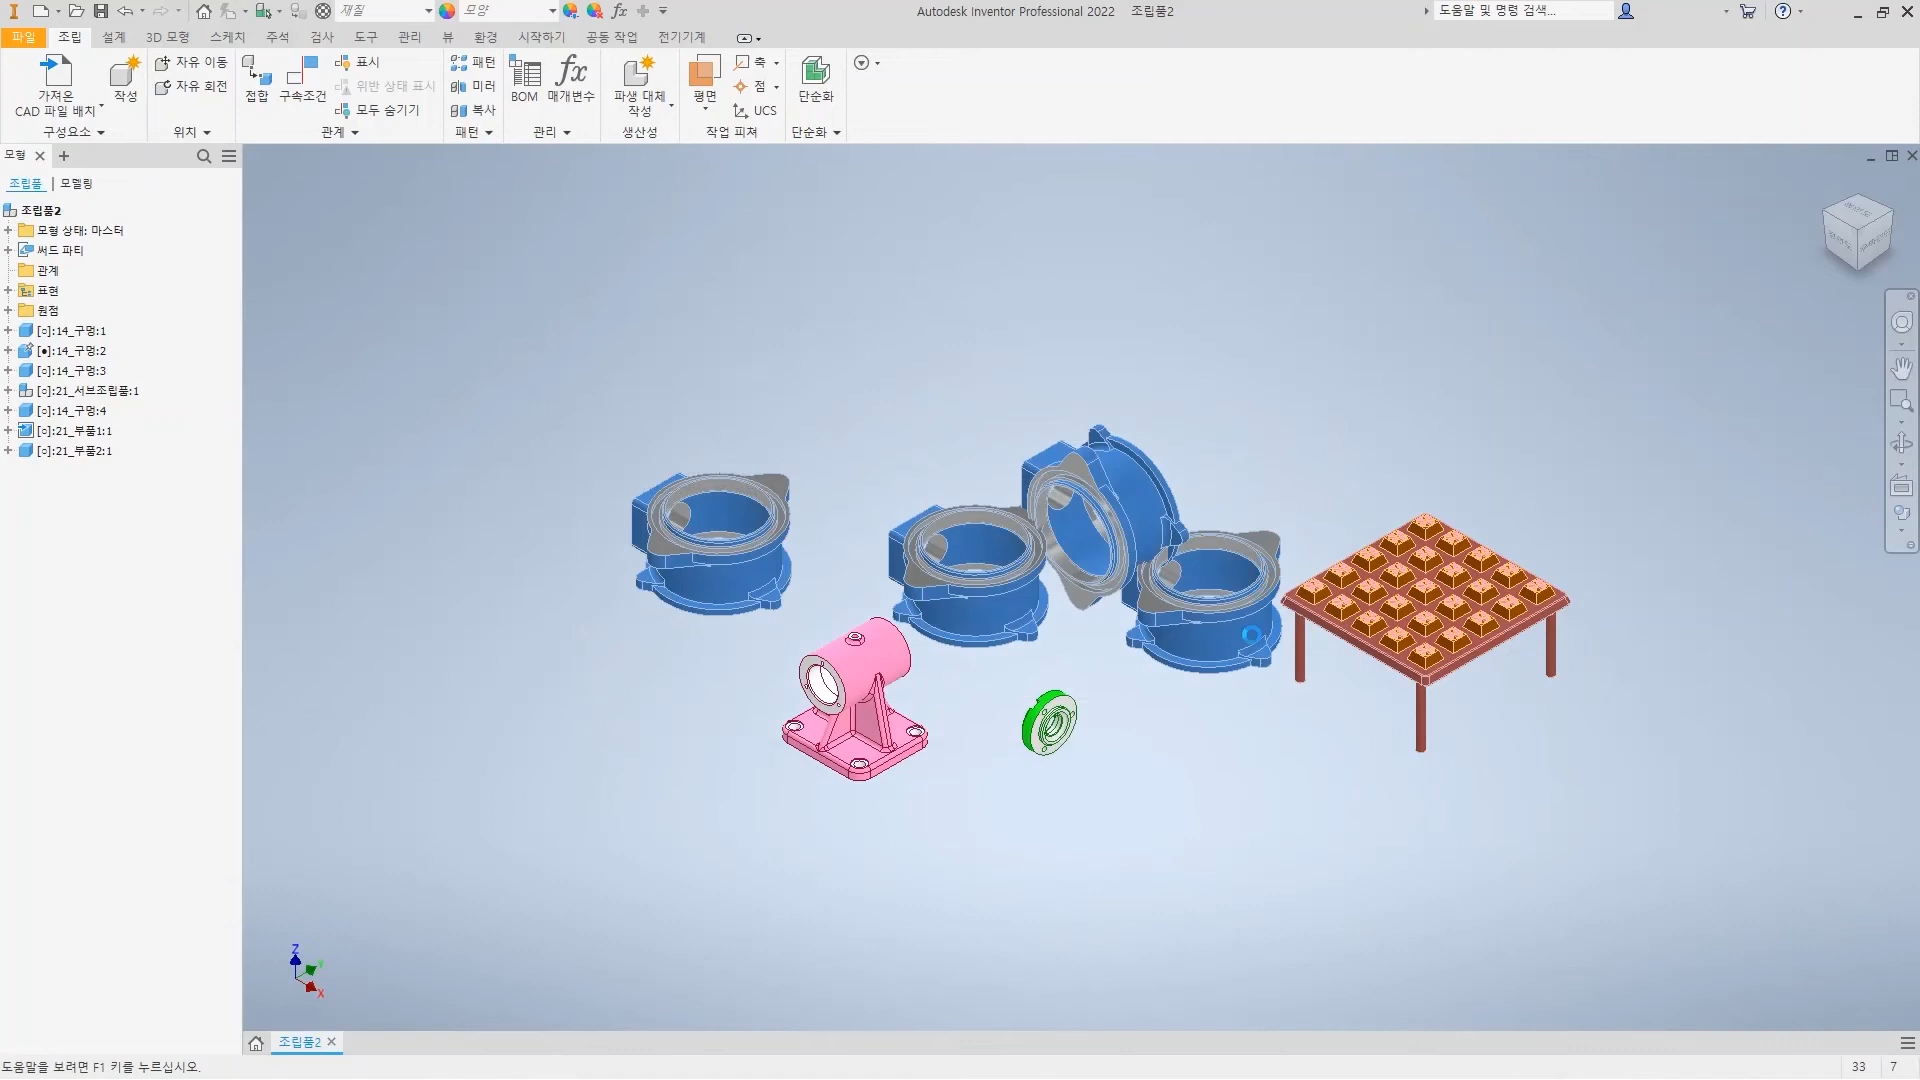 재질
모양
fx
Autodesk Inventor Professional 2022 조립품2
도움말 및 명령 검색...
파일 조립 설계 3D 모형 스케치 주석 검사 도구 관리 뷰 환경 시작하기 공동 작업 전기기계
가져온
CAD 파일 배치
작성
구성요소
자유 이동
자유 회전
위치
접합
구속조건
표시
위반 상태 표시
모두 숨기기
관계
패턴
미러
복사
패턴
BOM
fx
매개변수
관리
파생 대체
작성
생산성
평면
축
점
UCS
작업 피쳐
단순화
단순화
모형
조립품 | 모델링
조립품2
모형 상태: 마스터
써드 파티
관계
표현
원점
[○]:14_구멍:1
[●]:14_구멍:2
[○]:14_구멍:3
[○]:21_서브조립품:1
[○]:14_구멍:4
[○]:21_부품1:1
[○]:21_부품2:1
Z
X
조립품2
도움말을 보려면 F1 키를 누르십시오.
33 7